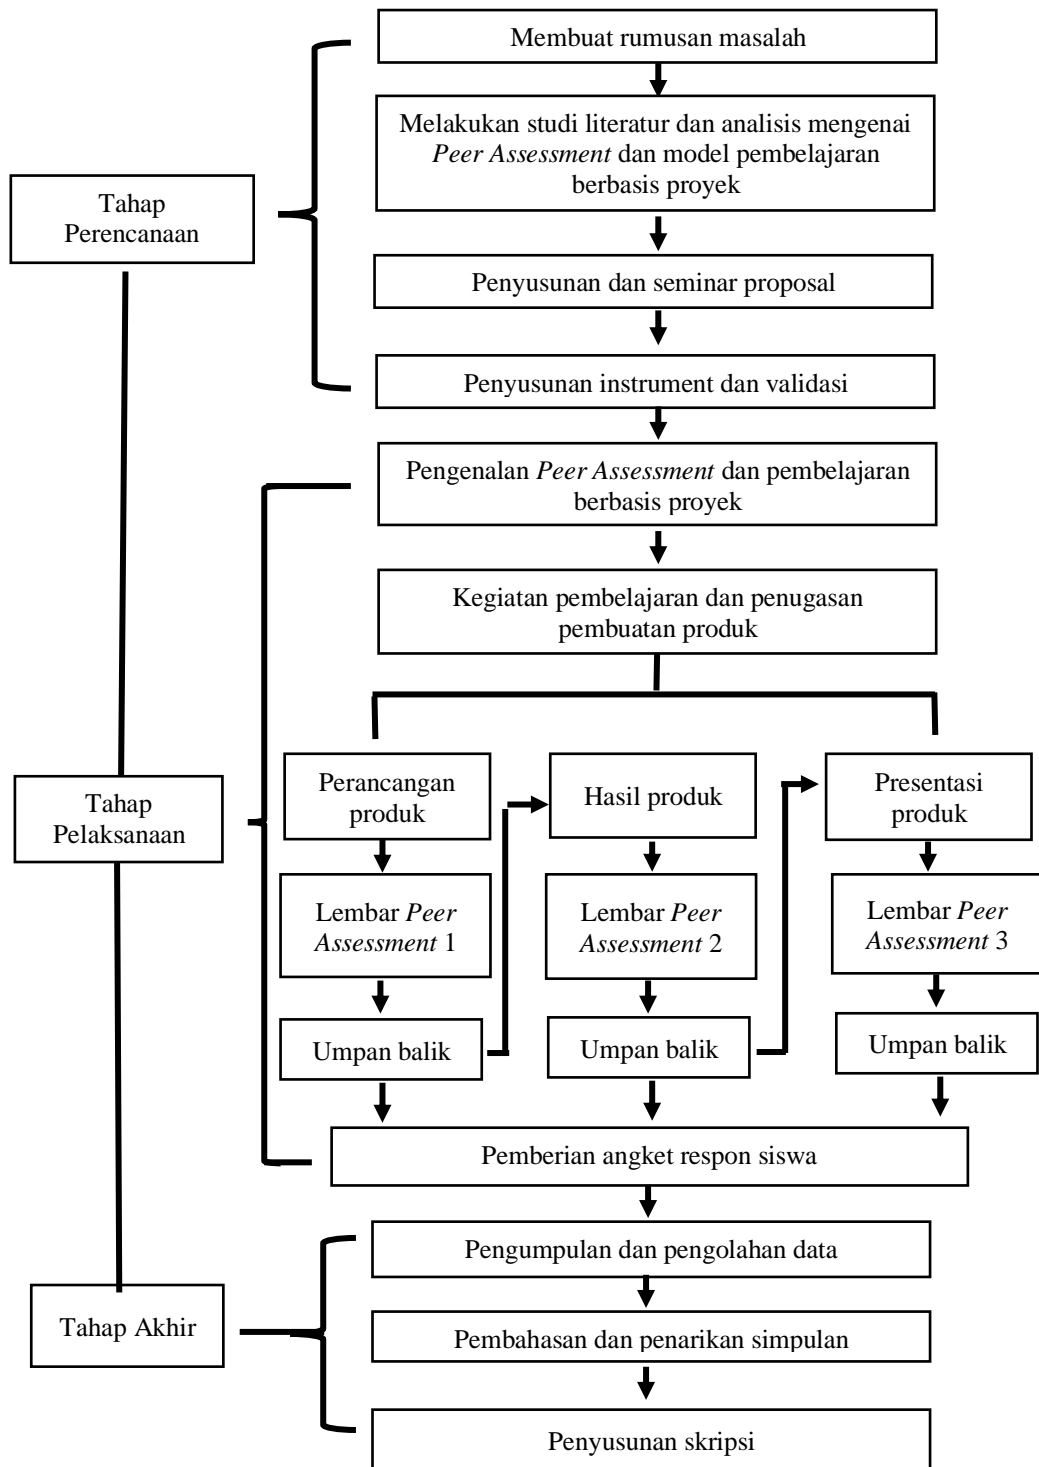 Membuat rumusan masalah
Melakukan studi literatur dan analisis mengenai
Peer Assessment dan model pembelajaran
berbasis proyek
Tahap
Perencanaan
Penyusunan dan seminar proposal
Penyusunan instrument dan validasi
Pengenalan Peer Assessment dan pembelajaran
berbasis proyek
Kegiatan pembelajaran dan penugasan
pembuatan produk
Tahap
Pelaksanaan
Perancangan
produk
Hasil produk
Presentasi
produk
Lembar Peer
Assessment 1
Lembar Peer
Assessment 2
Lembar Peer
Assessment 3
Umpan balik
Umpan balik
Umpan balik
Pemberian angket respon siswa
Pengumpulan dan pengolahan data
Tahap Akhir
Pembahasan dan penarikan simpulan
Penyusunan skripsi